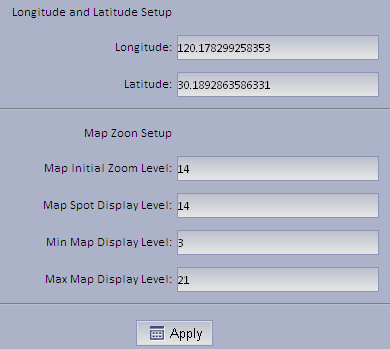 Longitude and Latitude Setup
Longitude: 120.178299258353
Latitude: 30.1892863586331
Map Zoon Setup
Map Initial Zoom Level: 14
Map Spot Display Level: 14
Min Map Display Level: 3
Max Map Display Level: 21
Apply